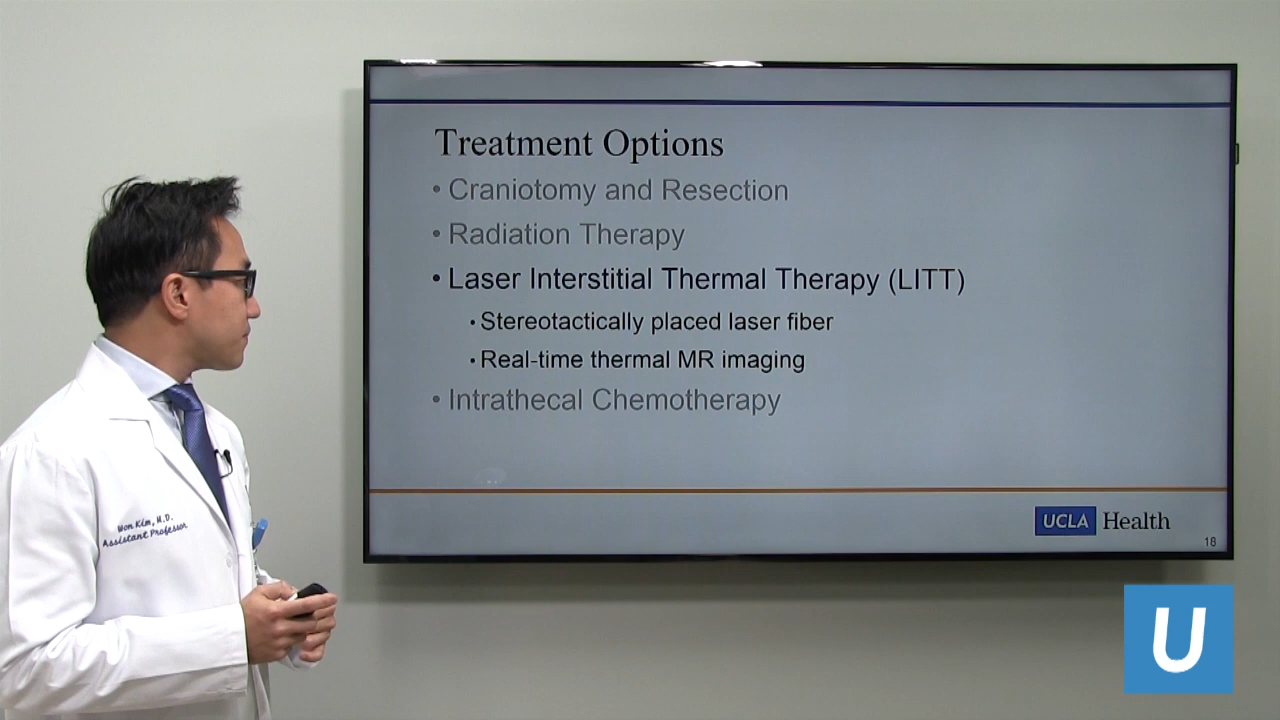 Treatment Options
• Craniotomy and Resection
• Radiation Therapy
• Laser Interstitial Thermal Therapy (LITT)
• Stereotactically placed laser fiber
• Real-time thermal MR imaging
• Intrathecal Chemotherapy
UCLA Health
18
Won Kim, M.D.
Assistant Professor
U